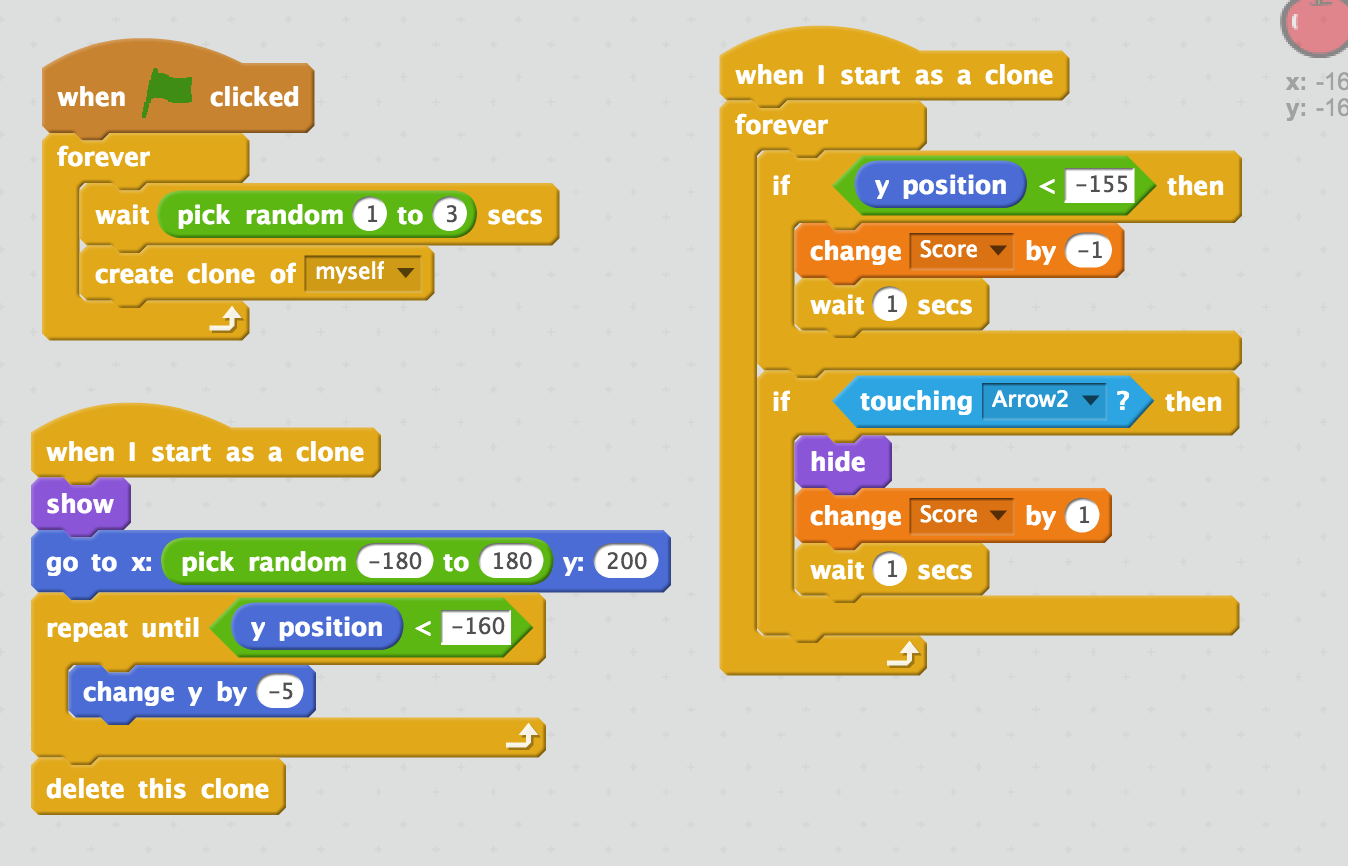 when clicked
forever
wait pick random 1 to 3 secs
create clone of myself
when I start as a clone
show
go to x: pick random -180 to 180 y: 200
repeat until y position < -160
change y by -5
delete this clone
when I start as a clone
forever
if y position < -155 then
change Score by -1
wait 1 secs
if touching Arrow2 ? then
hide
change Score by 1
wait 1 secs
x: -16
y: -16